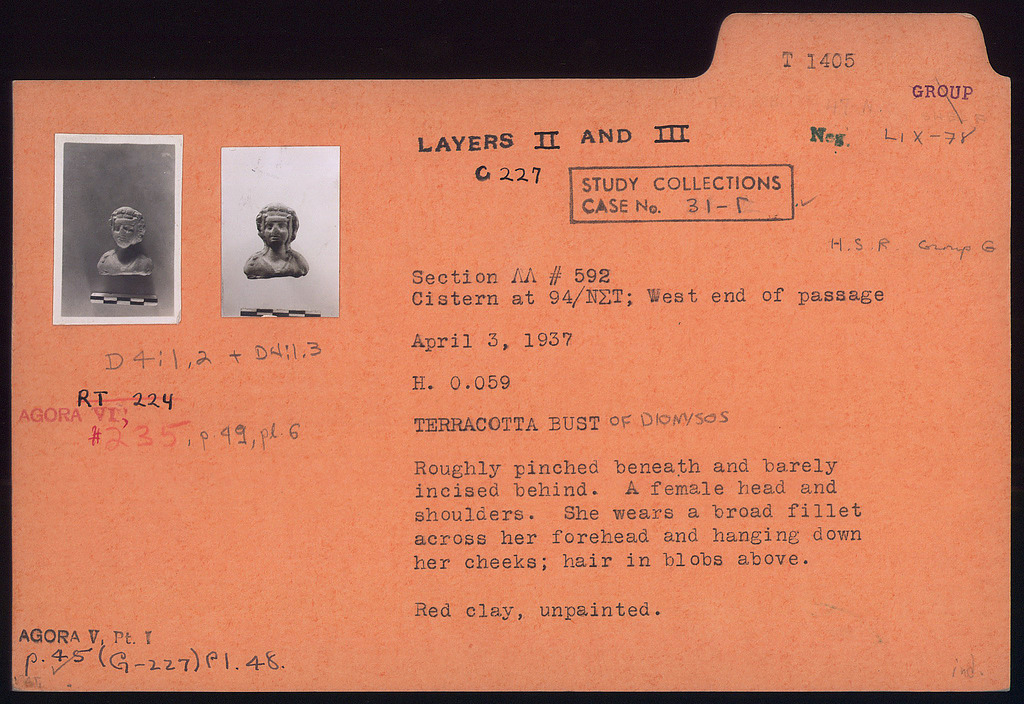 T 1405
GROUP
LAYERS II AND III
Neg. LIX-78
C 227
STUDY COLLECTIONS
CASE No. 31-Γ
H.S.R. Group G
Section ΛΛ # 592
Cistern at 94/ΝΣΤ; West end of passage
April 3, 1937
H. 0.059
TERRACOTTA BUST OF DIONYSOS
Roughly pinched beneath and barely
incised behind. A female head and
shoulders. She wears a broad fillet
across her forehead and hanging down
her cheeks; hair in blobs above.
Red clay, unpainted.
D 4:1,2 + D4:1.3
RT 224
AGORA VI;
#235, p 49, pl. 6
AGORA V, Pt. I
p. 45 (G-227) Pl. 48.
ind.